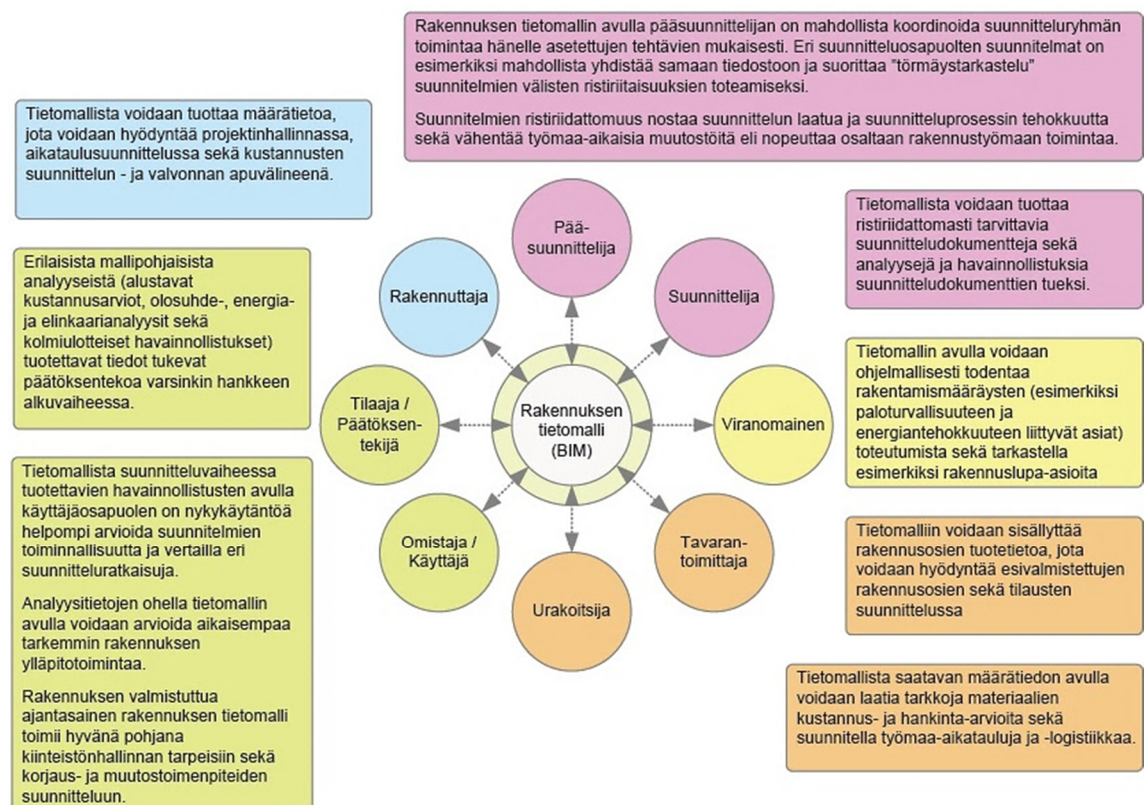 Rakennuksen tietomallin avulla pääsuunnittelijan on mahdollista koordinoida suunnitteluryhmän
toimintaa hänelle asetettujen tehtävien mukaisesti. Eri suunnitteluosapuolten suunnitelmat on
esimerkiksi mahdollista yhdistää samaan tiedostoon ja suorittaa "törmäystarkastelu"
suunnitelmien välisten ristiriitaisuuksien toteamiseksi.
Suunnitelmien ristiriidattomuus nostaa suunnittelun laatua ja suunnitteluprosessin tehokkuutta
sekä vähentää työmaa-aikaisia muutostöitä eli nopeuttaa osaltaan rakennustyömaan toimintaa.
Tietomallista voidaan tuottaa määrätietoa,
jota voidaan hyödyntää projektinhallinnassa,
aikataulusuunnittelussa sekä kustannusten
suunnittelun - ja valvonnan apuvälineenä.
Erilaisista mallipohjaisista
analyyseistä (alustavat
kustannusarviot, olosuhde-, energia-
ja elinkaarianalyysit sekä
kolmiulotteiset havainnollistukset)
tuotettavat tiedot tukevat
päätöksentekoa varsinkin hankkeen
alkuvaiheessa.
Tietomallista suunnitteluvaiheessa
tuotettavien havainnollistusten avulla
käyttäjäosapuolen on nykykäytäntöä
helpompi arvioida suunnitelmien
toiminnallisuutta ja vertailla eri
suunnitteluratkaisuja.
Analyysitietojen ohella tietomallin
avulla voidaan arvioida aikaisempaa
tarkemmin rakennuksen
ylläpitotoimintaa.
Rakennuksen valmistuttua
ajantasainen rakennuksen tietomalli
toimii hyvänä pohjana
kiinteistönhallinnan tarpeisiin sekä
korjaus- ja muutostoimenpiteiden
suunnitteluun.
Pää-
suunnittelija
Rakennuttaja
Suunnittelija
Tilaaja /
Päätöksen-
tekijä
Rakennuksen
tietomalli
(BIM)
Viranomainen
Omistaja /
Käyttäjä
Tavaran-
toimittaja
Urakoitsija
Tietomallista voidaan tuottaa
ristiriidattomasti tarvittavia
suunnitteludokumentteja sekä
analyysejä ja havainnollistuksia
suunnitteludokumenttien tueksi.
Tietomallin avulla voidaan
ohjelmallisesti todentaa
rakentamismääräysten (esimerkiksi
paloturvallisuuteen ja
energiantehokkuuteen liittyvät asiat)
toteutumista sekä tarkastella
esimerkiksi rakennuslupa-asioita
Tietomalliin voidaan sisällyttää
rakennusosien tuotetietoa, jota
voidaan hyödyntää esivalmistettujen
rakennusosien sekä tilausten
suunnittelussa
Tietomallista saatavan määrätiedon avulla
voidaan laatia tarkkoja materiaalien
kustannus- ja hankinta-arvioita sekä
suunnitella työmaa-aikatauluja ja -logistiikkaa.